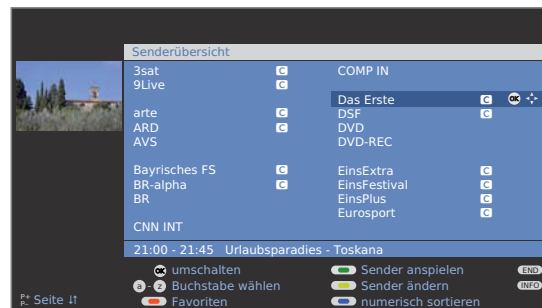 Senderübersicht
3sat C
9Live C
arte C
ARD C
AVS
Bayrisches FS C
BR-alpha C
BR
CNN INT
COMP IN
Das Erste C OK
DSF C
DVD
DVD-REC
EinsExtra C
EinsFestival C
EinsPlus C
Eurosport C
21:00 - 21:45 Urlaubsparadies - Toskana
OK umschalten
a - z Buchstabe wählen
Favoriten
Sender anspielen
Sender ändern
numerisch sortieren
END
INFO
P+ P- Seite